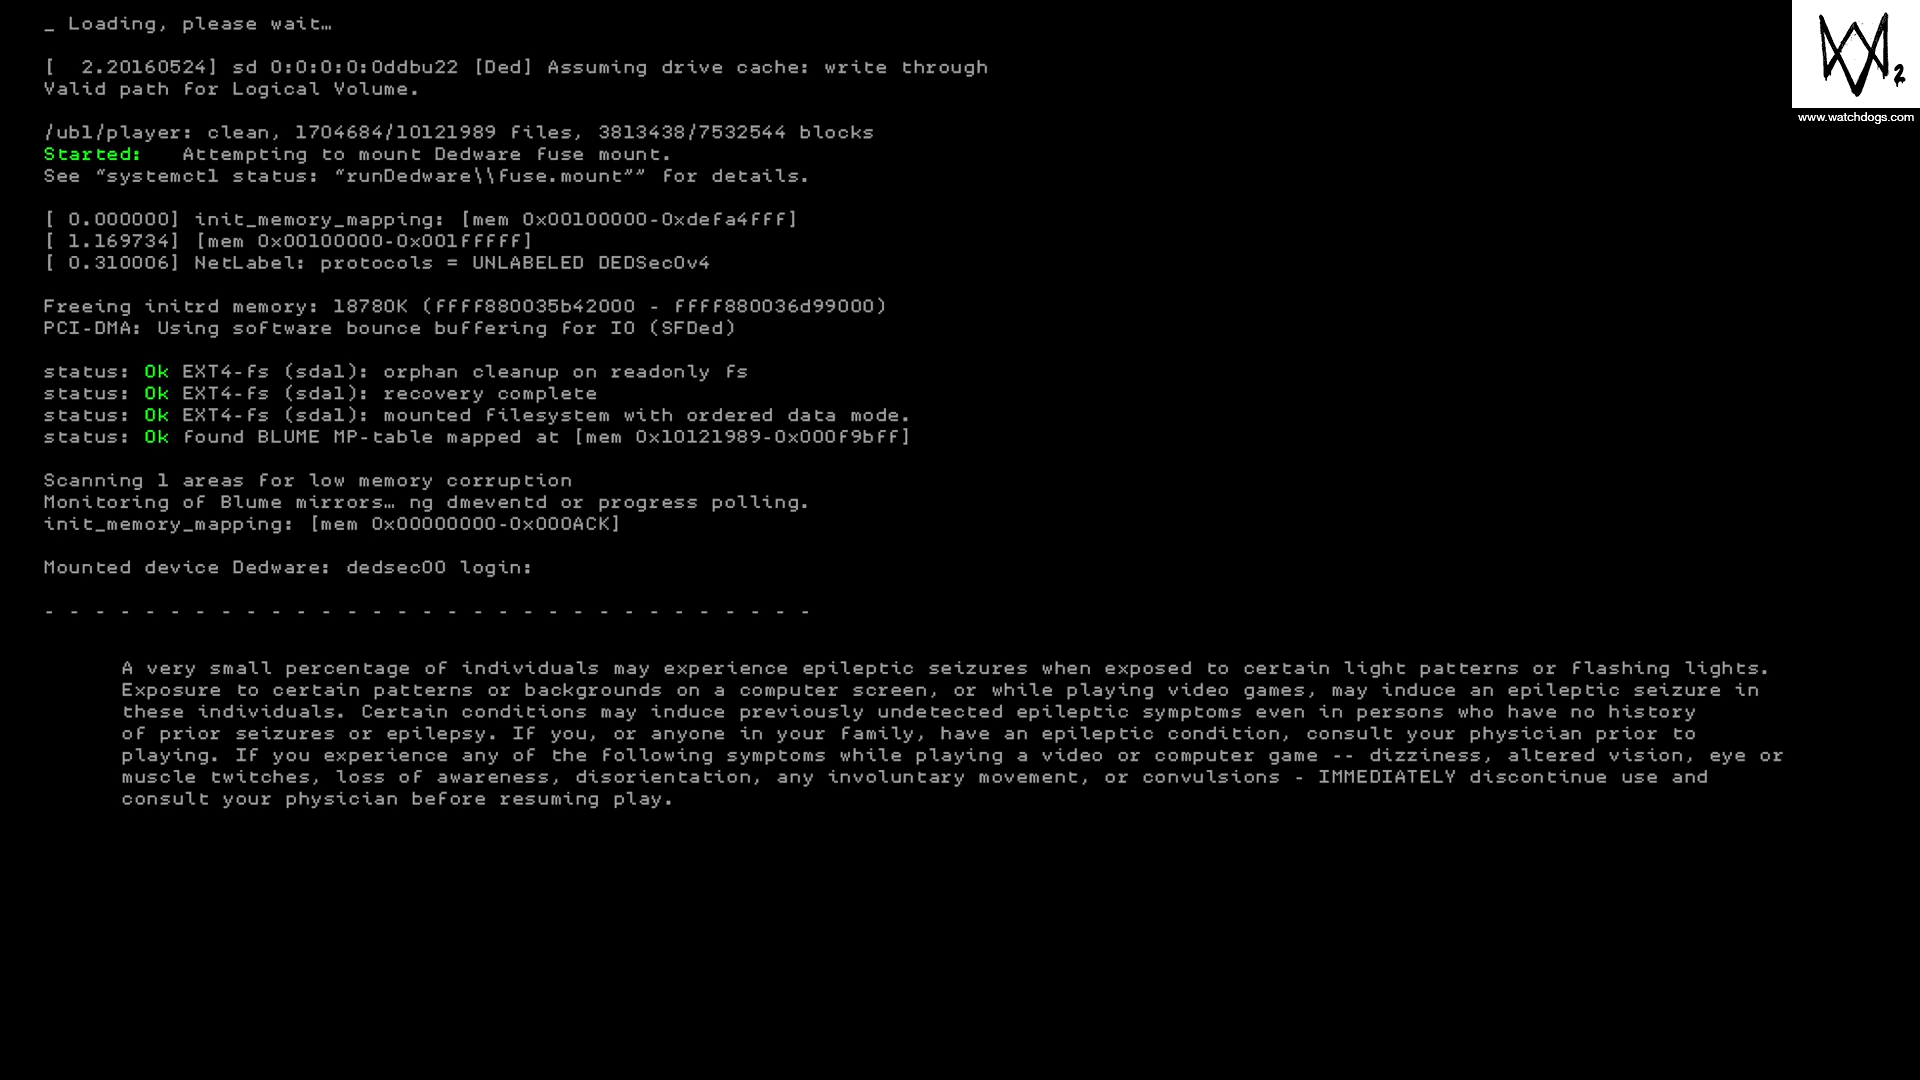 _ Loading, please wait…
[  2.20160524] sd 0:0:0:0:0ddbu22 [Ded] Assuming drive cache: write through
Valid path for Logical Volume.
/ubl/player: clean, 1704684/10121989 files, 3813438/7532544 blocks
Started:   Attempting to mount Dedware fuse mount.
See “systemctl status: “runDedware\\fuse.mount”” for details.
[ 0.000000] init_memory_mapping: [mem 0x00100000-0xdefa4fff]
[ 1.169734] [mem 0x00100000-0x001fffff]
[ 0.310006] NetLabel: protocols = UNLABELED DEDSecOv4
Freeing initrd memory: 18780K (ffff880035b42000 - ffff880036d99000)
PCI-DMA: Using software bounce buffering for IO (SFDed)
status: Ok EXT4-fs (sda1): orphan cleanup on readonly fs
status: Ok EXT4-fs (sda1): recovery complete
status: Ok EXT4-fs (sda1): mounted filesystem with ordered data mode.
status: Ok found BLUME MP-table mapped at [mem 0x10121989-0x000f9bff]
Scanning 1 areas for low memory corruption
Monitoring of Blume mirrors… ng dmeventd or progress polling.
init_memory_mapping: [mem 0x00000000-0x000ACK]
Mounted device Dedware: dedsec00 login:
- - - - - - - - - - - - - - - - - - - - - - - - - - - - - - -
A very small percentage of individuals may experience epileptic seizures when exposed to certain light patterns or flashing lights.
Exposure to certain patterns or backgrounds on a computer screen, or while playing video games, may induce an epileptic seizure in
these individuals. Certain conditions may induce previously undetected epileptic symptoms even in persons who have no history
of prior seizures or epilepsy. If you, or anyone in your family, have an epileptic condition, consult your physician prior to
playing. If you experience any of the following symptoms while playing a video or computer game -- dizziness, altered vision, eye or
muscle twitches, loss of awareness, disorientation, any involuntary movement, or convulsions - IMMEDIATELY discontinue use and
consult your physician before resuming play.
2
www.watchdogs.com